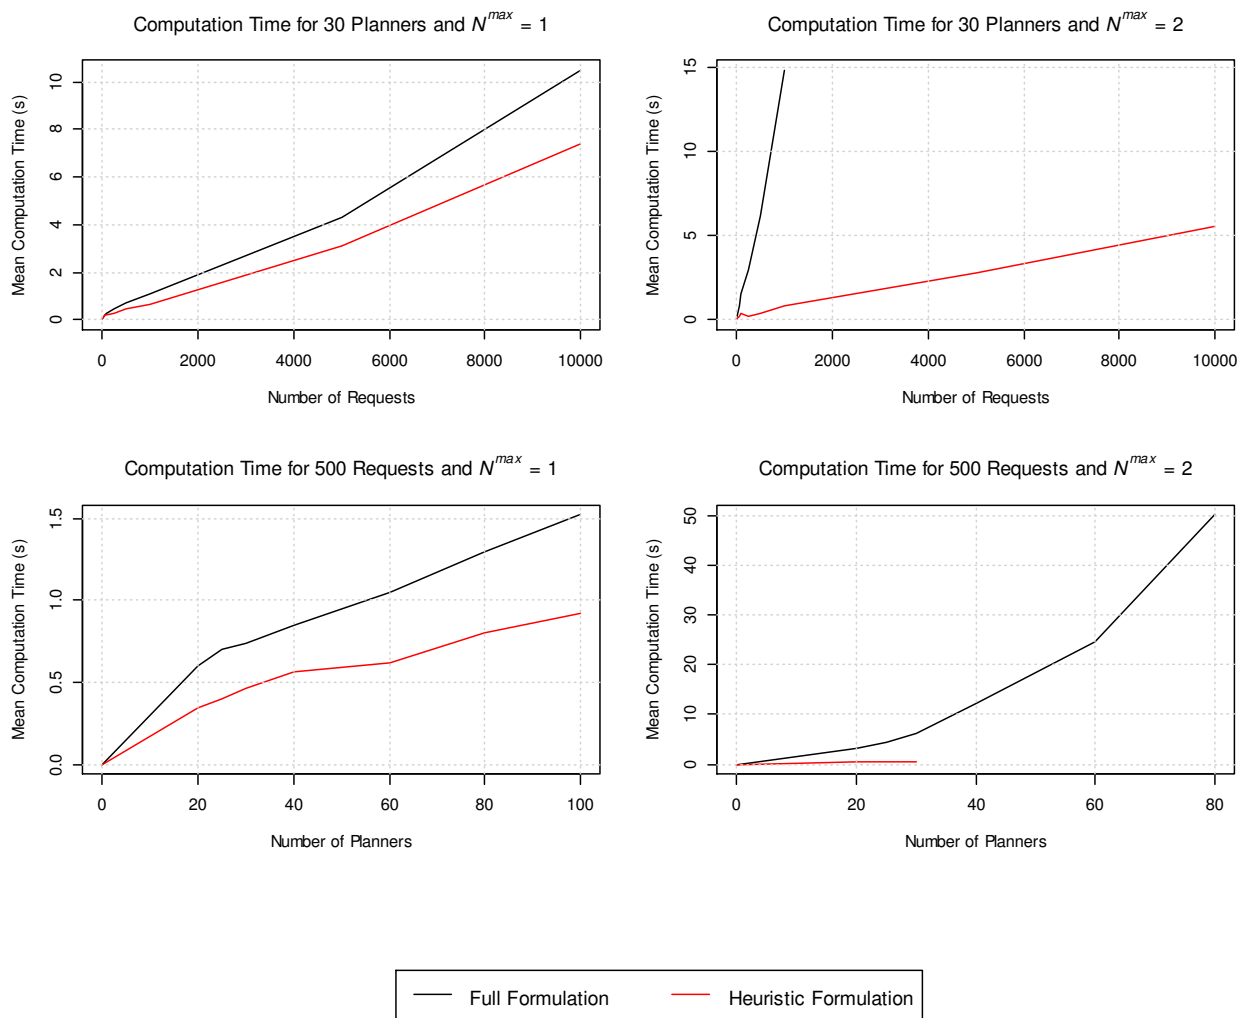 Computation Time for 30 Planners and N^max = 1
Mean Computation Time (s)
10
8
6
4
2
0
0 2000 4000 6000 8000 10000
Number of Requests
Computation Time for 30 Planners and N^max = 2
Mean Computation Time (s)
15
10
5
0
0 2000 4000 6000 8000 10000
Number of Requests
Computation Time for 500 Requests and N^max = 1
Mean Computation Time (s)
1.5
1.0
0.5
0.0
0 20 40 60 80 100
Number of Planners
Computation Time for 500 Requests and N^max = 2
Mean Computation Time (s)
50
40
30
20
10
0
0 20 40 60 80
Number of Planners
Full Formulation Heuristic Formulation